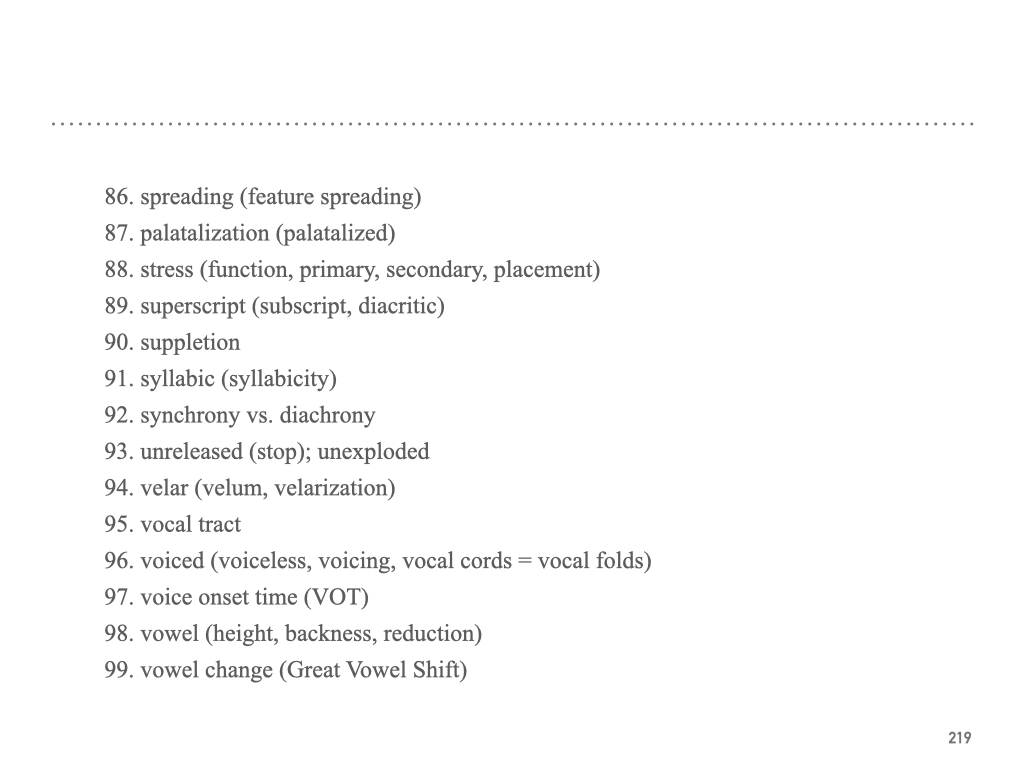 86. spreading (feature spreading)
87. palatalization (palatalized)
88. stress (function, primary, secondary, placement)
89. superscript (subscript, diacritic)
90. suppletion
91. syllabic (syllabicity)
92. synchrony vs. diachrony
93. unreleased (stop); unexploded
94. velar (velum, velarization)
95. vocal tract
96. voiced (voiceless, voicing, vocal cords = vocal folds)
97. voice onset time (VOT)
98. vowel (height, backness, reduction)
99. vowel change (Great Vowel Shift)
219